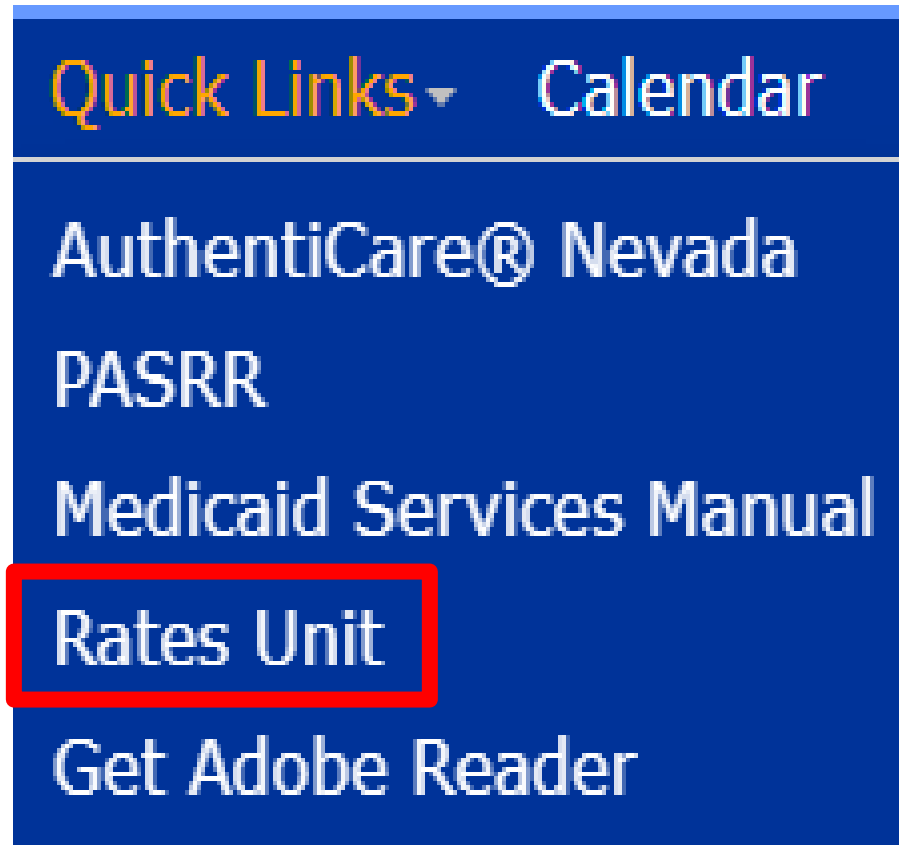 Quick Links Calendar
AuthentiCare® Nevada
PASRR
Medicaid Services Manual
Rates Unit
Get Adobe Reader